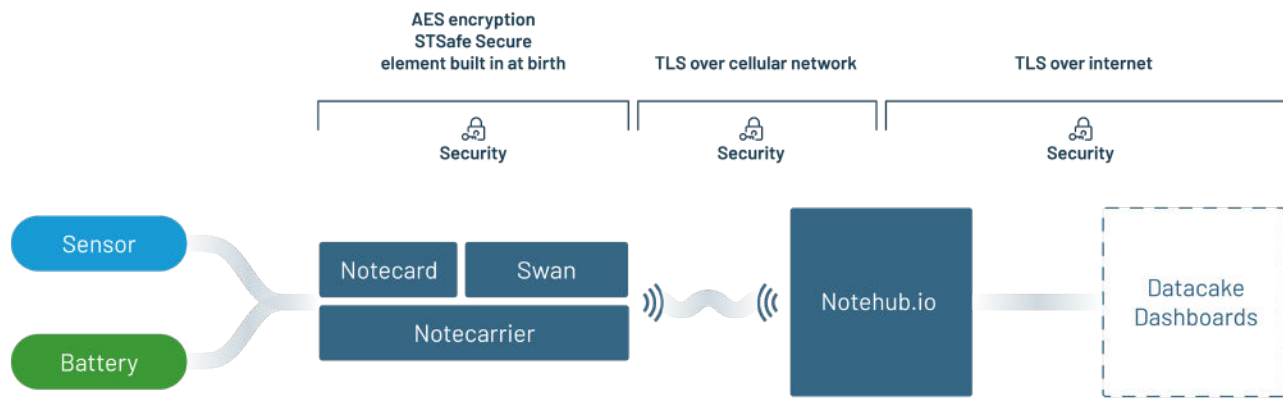 AES encryption
STSafe Secure
element built in at birth
TLS over cellular network
TLS over internet
Security
Security
Security
Sensor
Battery
Notecard
Swan
Notecarrier
Notehub.io
Datacake
Dashboards